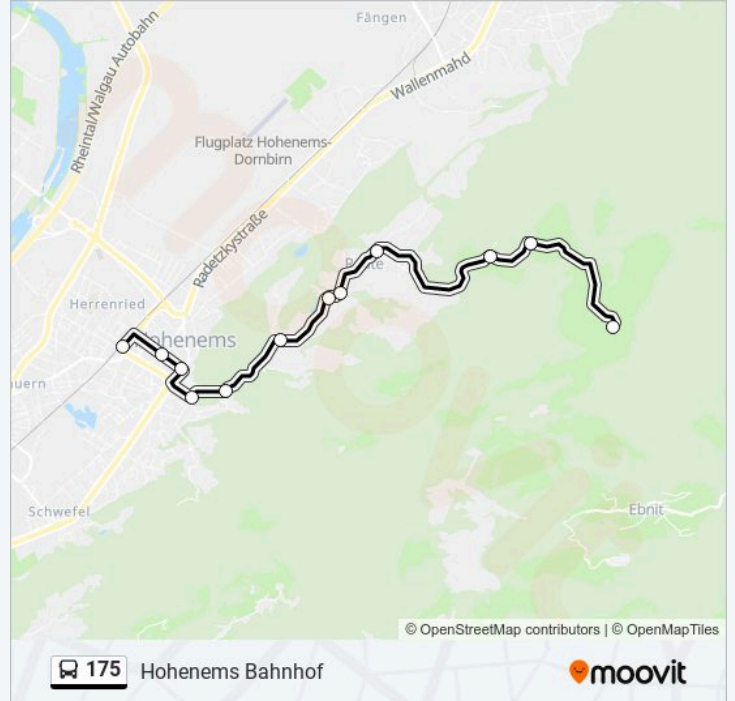 Fängen
Rheintal/Walgau Autobahn
Wallenmahd
Flugplatz Hohenems-
Dornbirn
Radetzkystraße
Herrenried
Hohenems
auern
Schwefel
Ebnit
© OpenStreetMap contributors | © OpenMapTiles
175 Hohenems Bahnhof
moovit